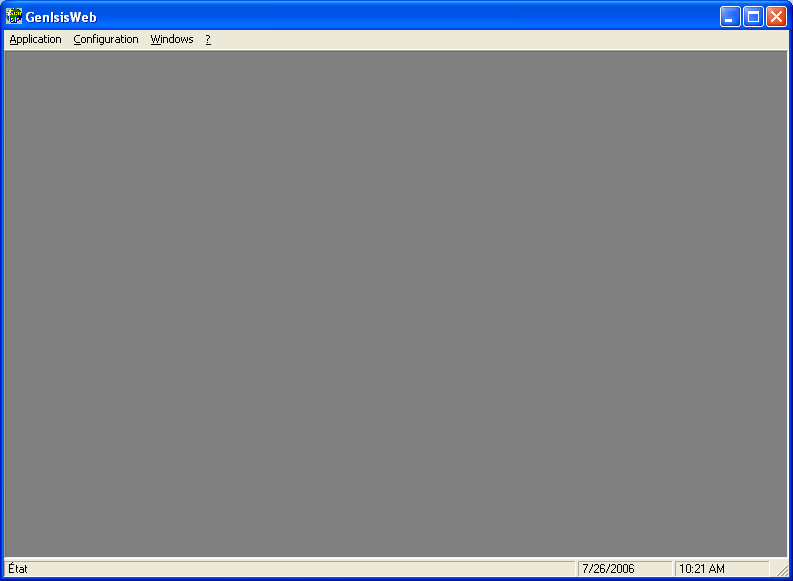 GenIsisWeb
Application Configuration Windows ?
État 7/26/2006 10:21 AM